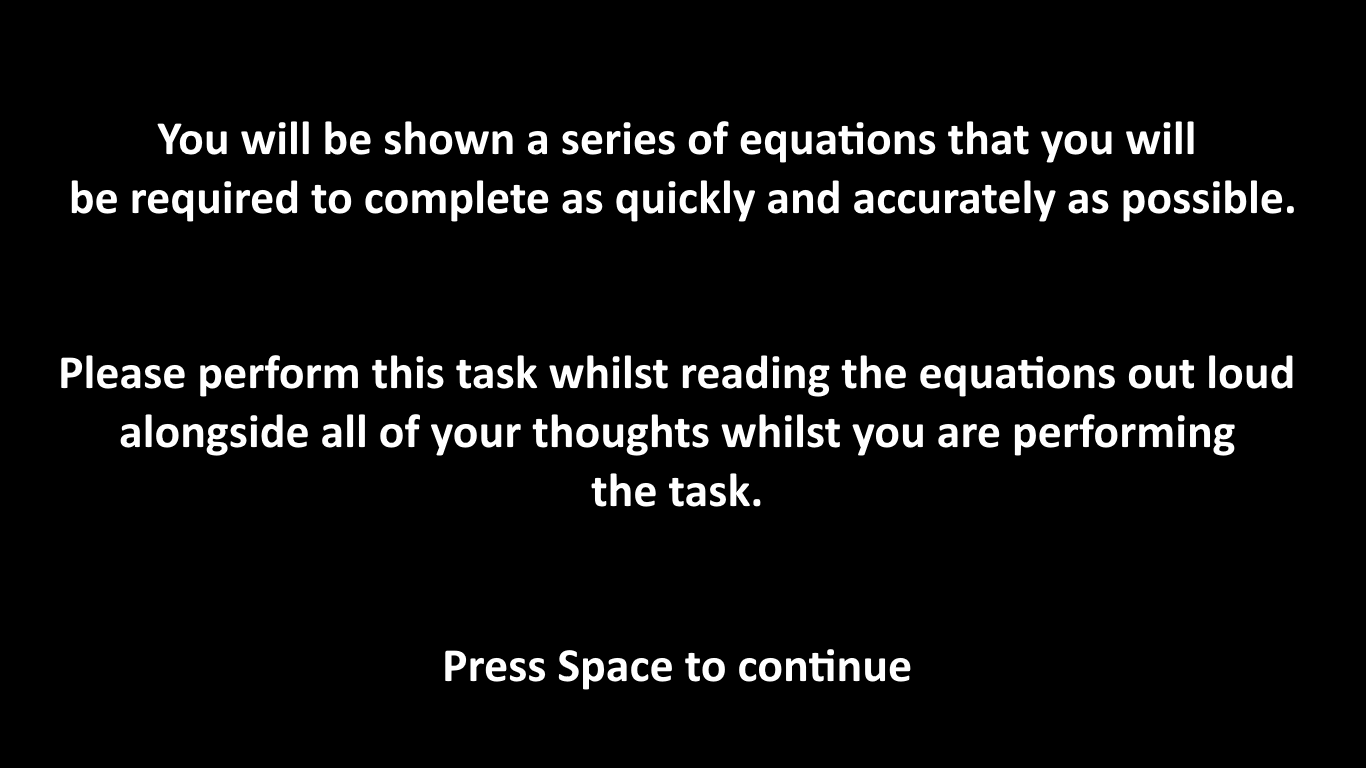 You will be shown a series of equations that you will
be required to complete as quickly and accurately as possible.
Please perform this task whilst reading the equations out loud
alongside all of your thoughts whilst you are performing
the task.
Press Space to continue